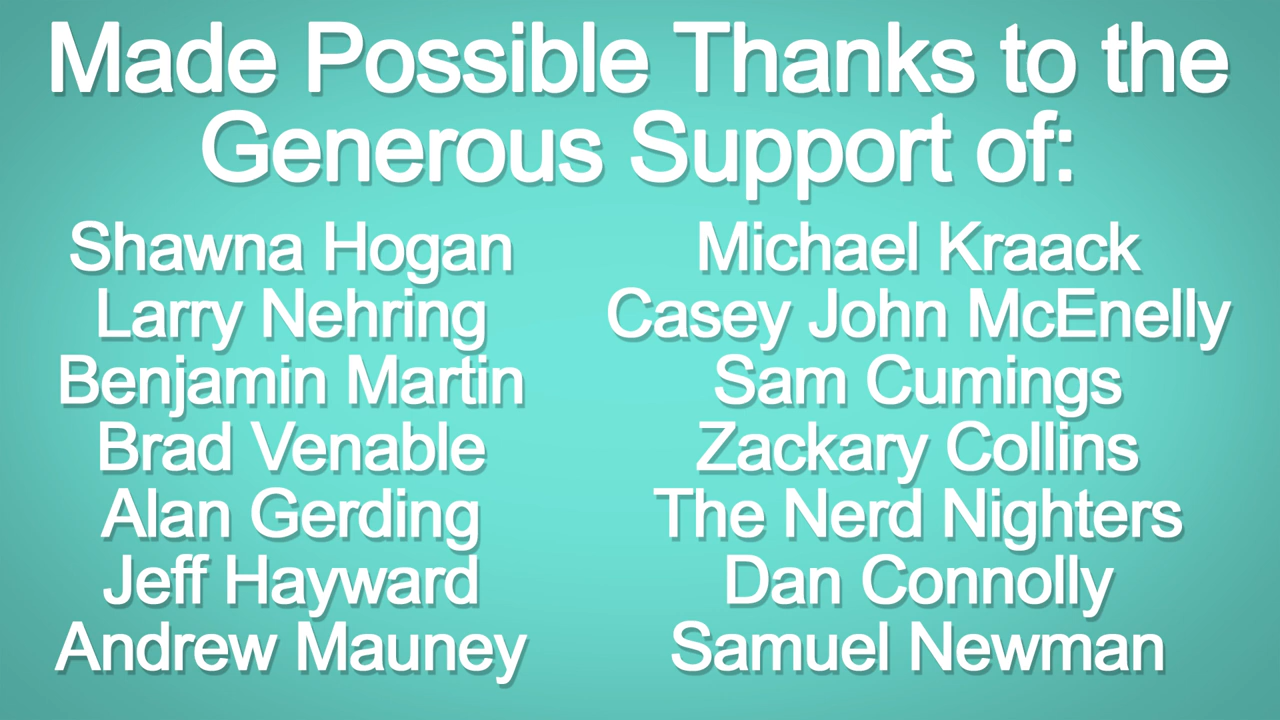 Made Possible Thanks to the
Generous Support of:
Shawna Hogan
Larry Nehring
Benjamin Martin
Brad Venable
Alan Gerding
Jeff Hayward
Andrew Mauney
Michael Kraack
Casey John McEnelly
Sam Cumings
Zackary Collins
The Nerd Nighters
Dan Connolly
Samuel Newman